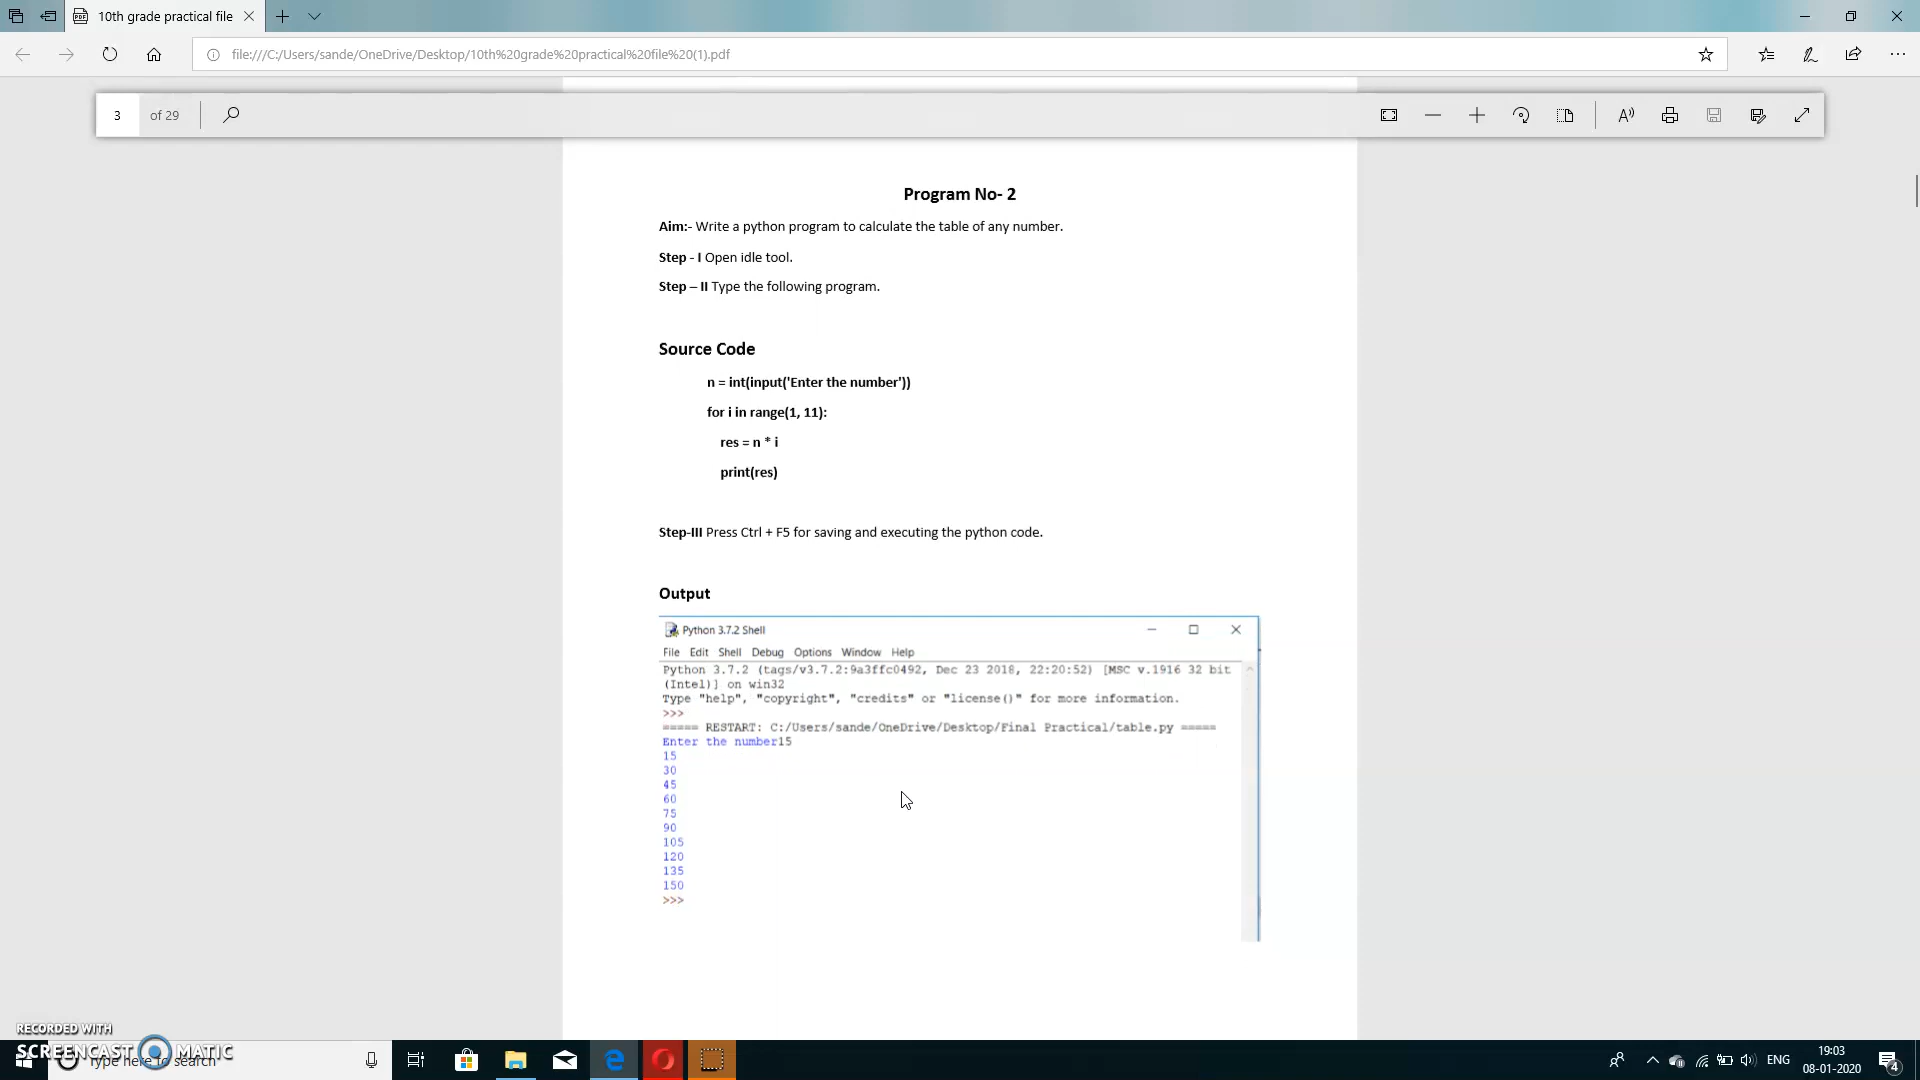 10th grade practical file
file:///C:/Users/sande/OneDrive/Desktop/10th%20grade%20practical%20file%20(1).pdf
3 of 29
Program No- 2
Aim:- Write a python program to calculate the table of any number.
Step - I Open idle tool.
Step – II Type the following program.
Source Code
n = int(input('Enter the number'))
for i in range(1, 11):
res = n * i
print(res)
Step-III Press Ctrl + F5 for saving and executing the python code.
Output
Python 3.7.2 Shell
File Edit Shell Debug Options Window Help
Python 3.7.2 (tags/v3.7.2:9a3ffc0492, Dec 23 2018, 22:20:52) [MSC v.1916 32 bit
(Intel)] on win32
Type "help", "copyright", "credits" or "license()" for more information.
>>>
===== RESTART: C:/Users/sande/OneDrive/Desktop/Final Practical/table.py =====
Enter the number15
15
30
45
60
75
90
105
120
135
150
>>>
RECORDED WITH
SCREENCAST MATIC
Type here to search
ENG
19:03
08-01-2020
4